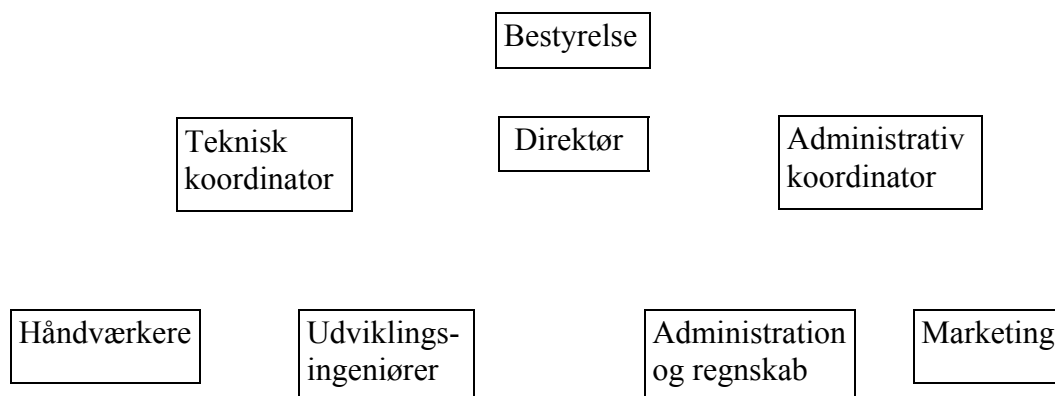 Bestyrelse
Teknisk
koordinator
Direktør
Administrativ
koordinator
Håndværkere
Udviklings-
ingeniører
Administration
og regnskab
Marketing